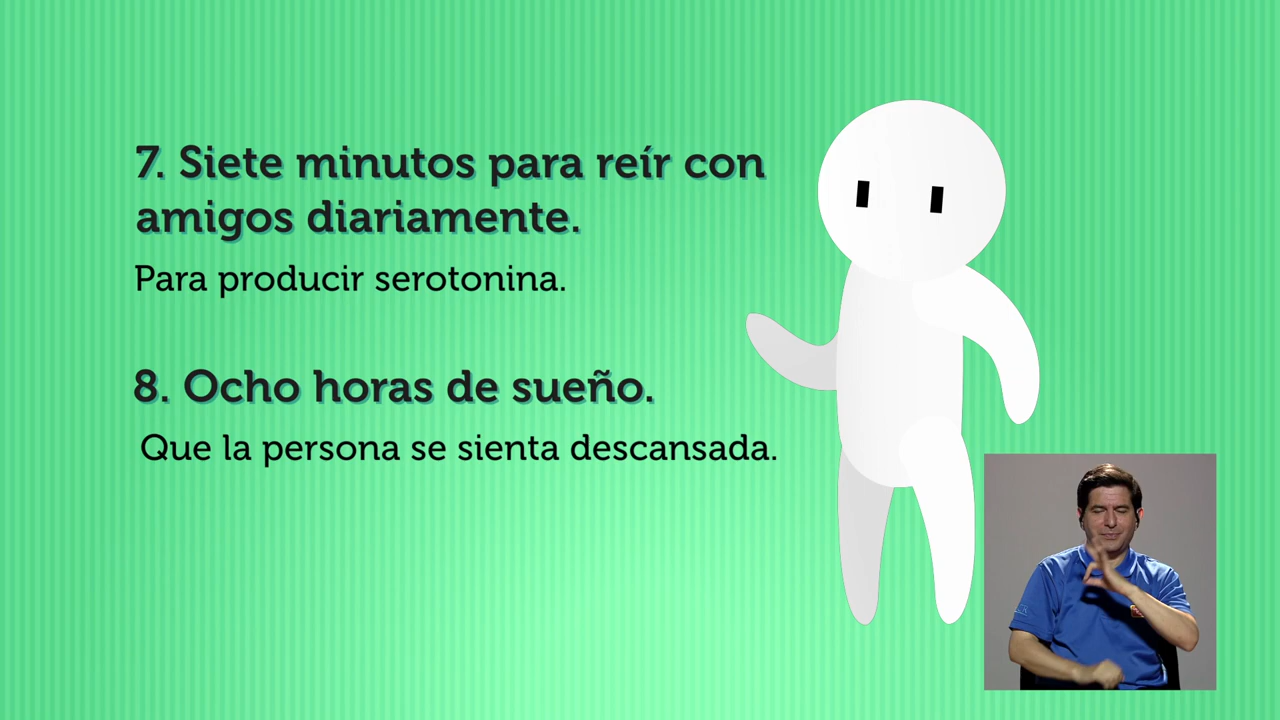 7. Siete minutos para reír con
amigos diariamente.
Para producir serotonina.
8. Ocho horas de sueño.
Que la persona se sienta descansada.